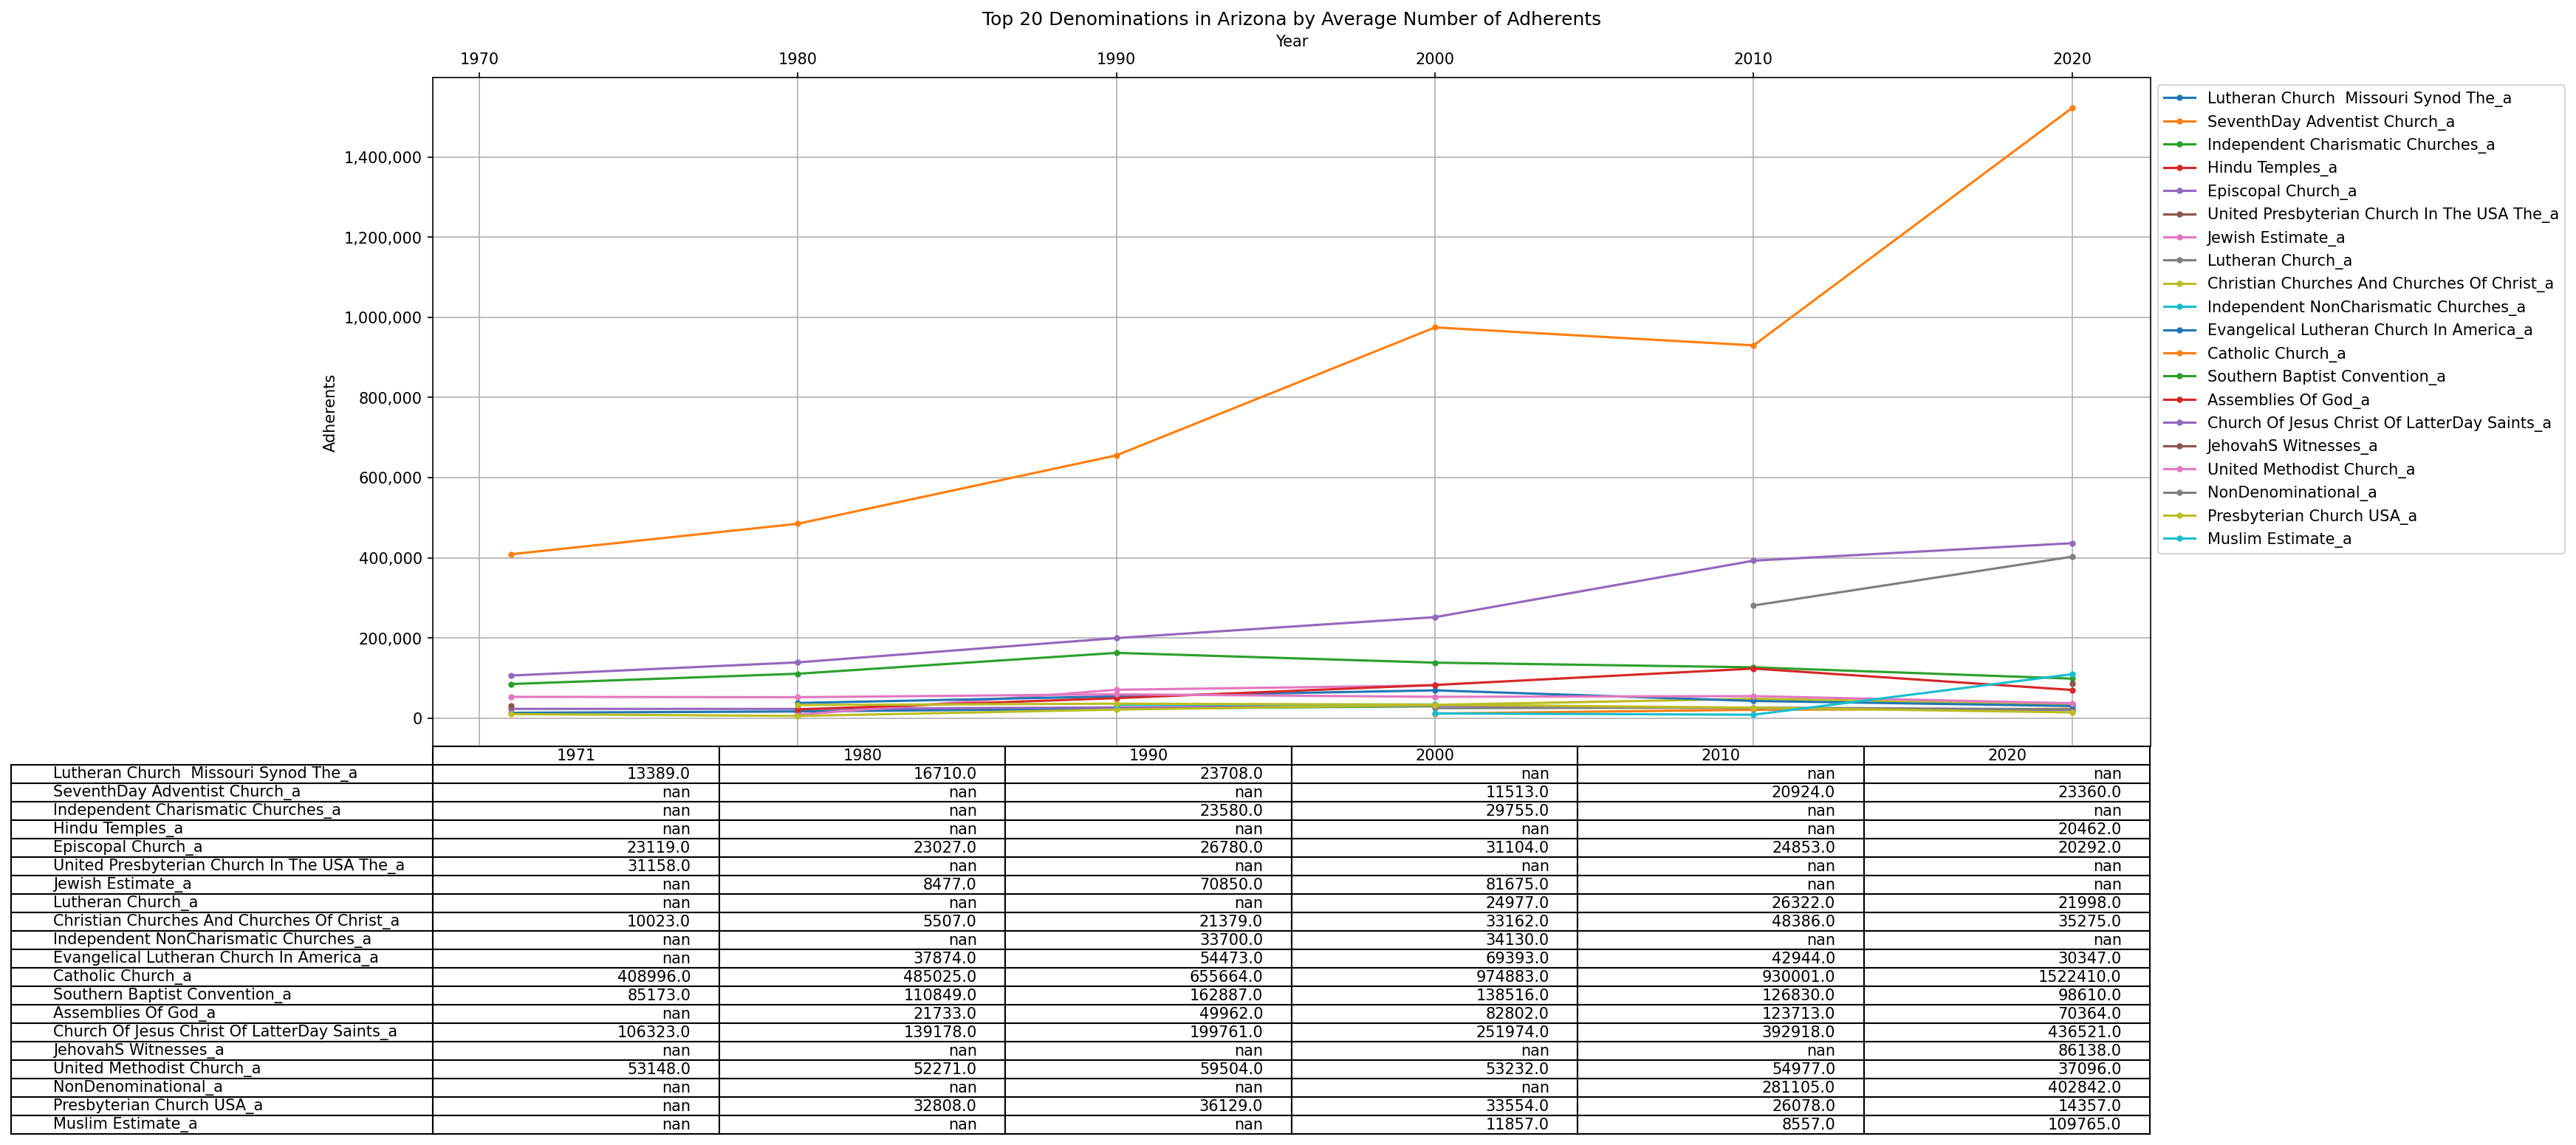 Top 20 Denominations in Arizona by Average Number of Adherents
Year
1970 1980 1990 2000 2010 2020
1,400,000
1,200,000
1,000,000
800,000
600,000
400,000
200,000
0
Adherents
Lutheran Church  Missouri Synod The_a
SeventhDay Adventist Church_a
Independent Charismatic Churches_a
Hindu Temples_a
Episcopal Church_a
United Presbyterian Church In The USA The_a
Jewish Estimate_a
Lutheran Church_a
Christian Churches And Churches Of Christ_a
Independent NonCharismatic Churches_a
Evangelical Lutheran Church In America_a
Catholic Church_a
Southern Baptist Convention_a
Assemblies Of God_a
Church Of Jesus Christ Of LatterDay Saints_a
JehovahS Witnesses_a
United Methodist Church_a
NonDenominational_a
Presbyterian Church USA_a
Muslim Estimate_a
1971 1980 1990 2000 2010 2020
Lutheran Church  Missouri Synod The_a 13389.0 16710.0 23708.0 nan nan nan
SeventhDay Adventist Church_a nan nan nan 11513.0 20924.0 23360.0
Independent Charismatic Churches_a nan nan 23580.0 29755.0 nan nan
Hindu Temples_a nan nan nan nan nan 20462.0
Episcopal Church_a 23119.0 23027.0 26780.0 31104.0 24853.0 20292.0
United Presbyterian Church In The USA The_a 31158.0 nan nan nan nan nan
Jewish Estimate_a nan 8477.0 70850.0 81675.0 nan nan
Lutheran Church_a nan nan nan 24977.0 26322.0 21998.0
Christian Churches And Churches Of Christ_a 10023.0 5507.0 21379.0 33162.0 48386.0 35275.0
Independent NonCharismatic Churches_a nan nan 33700.0 34130.0 nan nan
Evangelical Lutheran Church In America_a nan 37874.0 54473.0 69393.0 42944.0 30347.0
Catholic Church_a 408996.0 485025.0 655664.0 974883.0 930001.0 1522410.0
Southern Baptist Convention_a 85173.0 110849.0 162887.0 138516.0 126830.0 98610.0
Assemblies Of God_a nan 21733.0 49962.0 82802.0 123713.0 70364.0
Church Of Jesus Christ Of LatterDay Saints_a 106323.0 139178.0 199761.0 251974.0 392918.0 436521.0
JehovahS Witnesses_a nan nan nan nan nan 86138.0
United Methodist Church_a 53148.0 52271.0 59504.0 53232.0 54977.0 37096.0
NonDenominational_a nan nan nan nan 281105.0 402842.0
Presbyterian Church USA_a nan 32808.0 36129.0 33554.0 26078.0 14357.0
Muslim Estimate_a nan nan nan 11857.0 8557.0 109765.0